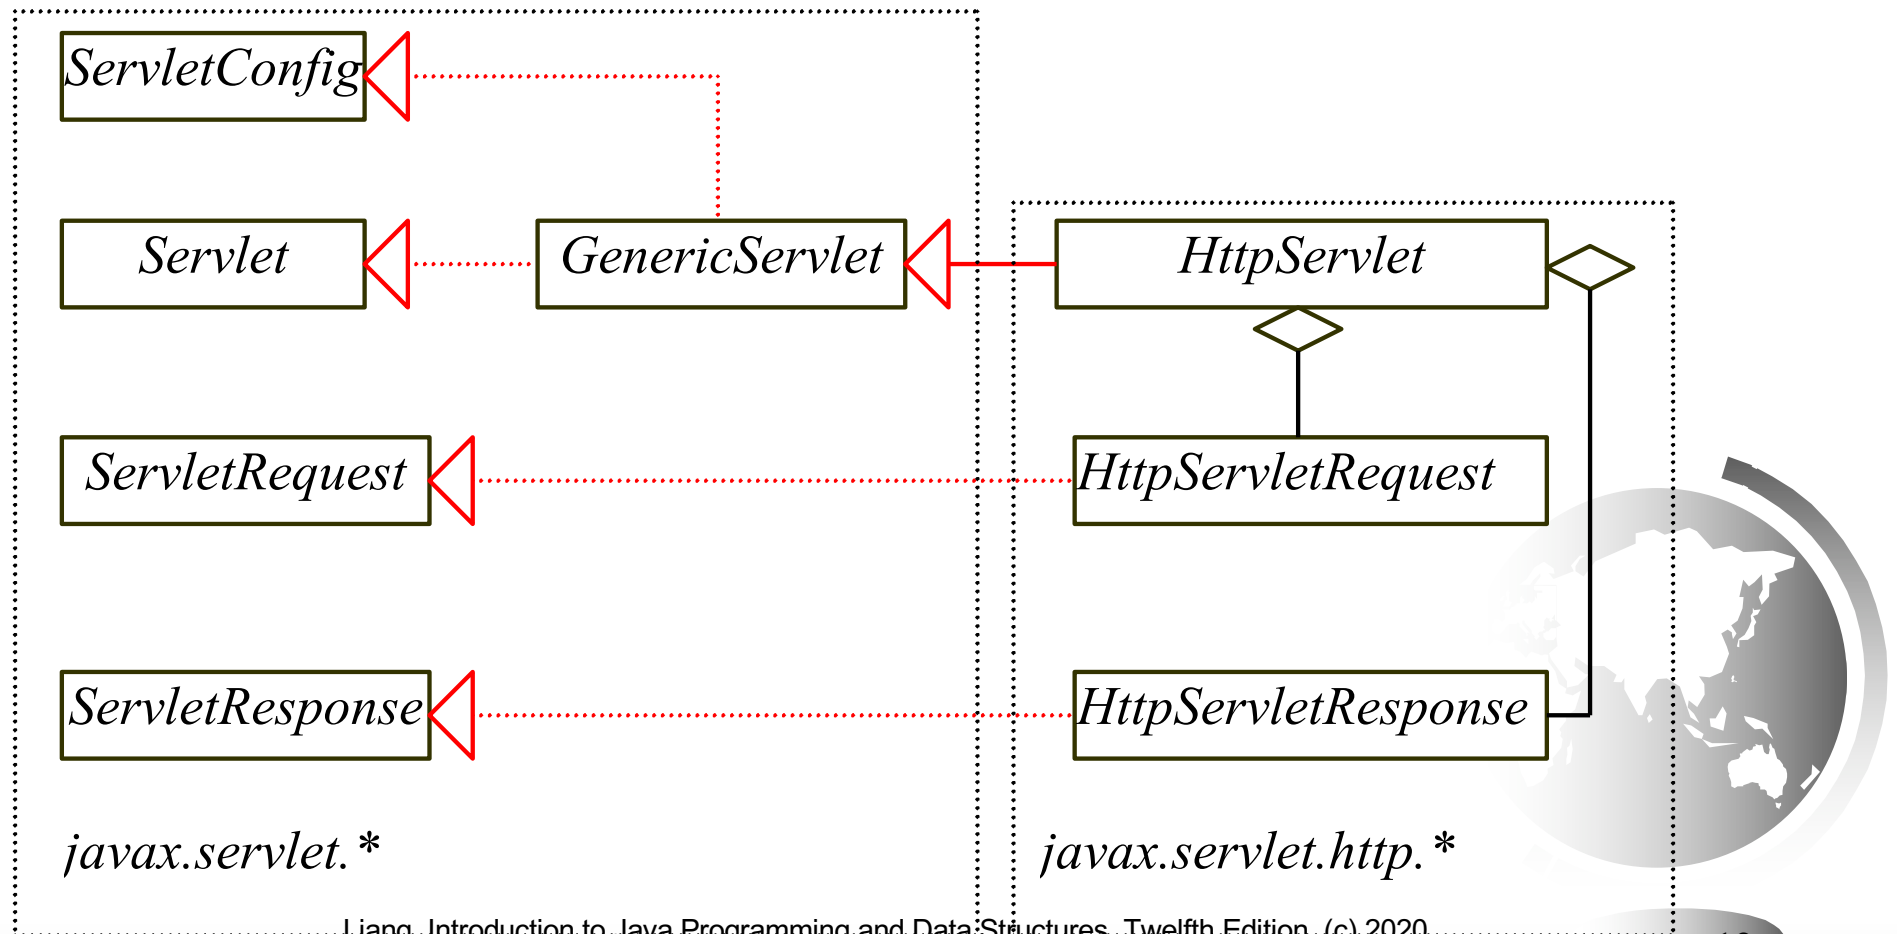 ServletConfig
Servlet
GenericServlet
HttpServlet
ServletRequest
HttpServletRequest
ServletResponse
HttpServletResponse
javax.servlet.*
javax.servlet.http.*
Liang, Introduction to Java Programming and Data Structures, Twelfth Edition, (c) 2020